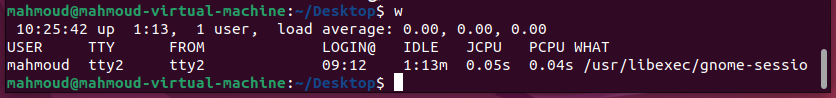 mahmoud@mahmoud-virtual-machine:~/Desktop$ w
 10:25:42 up  1:13,  1 user,  load average: 0.00, 0.00, 0.00
USER     TTY      FROM             LOGIN@   IDLE   JCPU   PCPU WHAT
mahmoud  tty2     tty2             09:12    1:13m  0.05s  0.04s /usr/libexec/gnome-sessio
mahmoud@mahmoud-virtual-machine:~/Desktop$